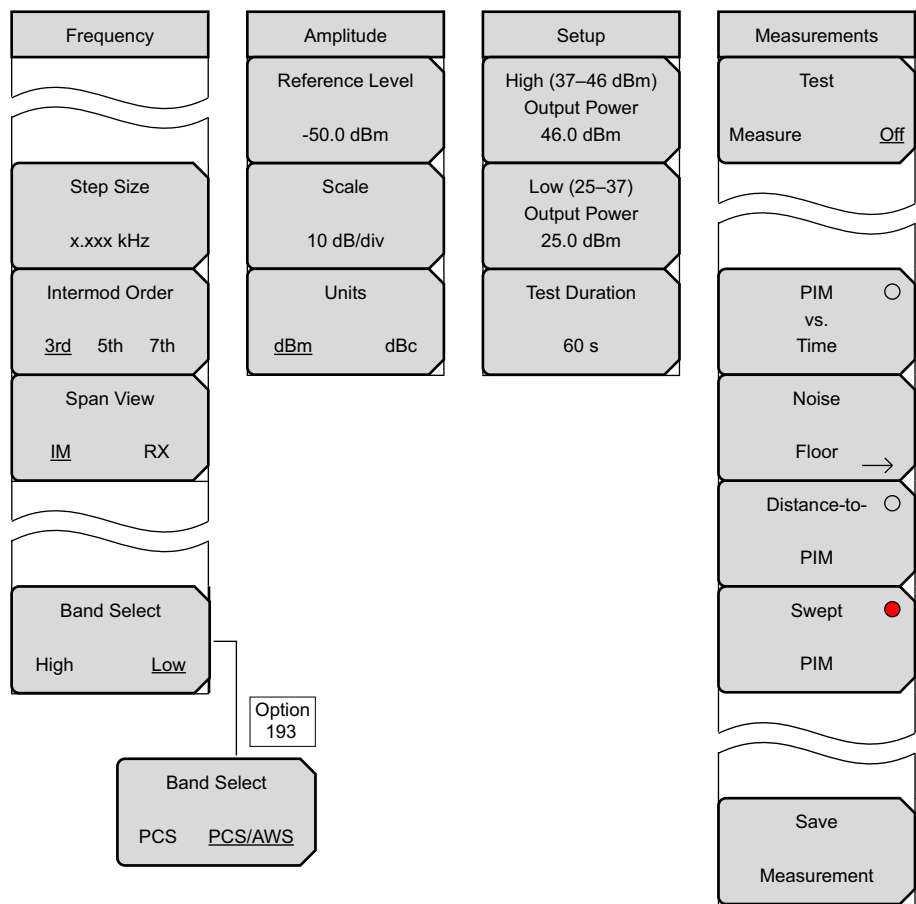 Frequency
Step Size
x.xxx kHz
Intermod Order
3rd 5th 7th
Span View
IM RX
Band Select
High Low
Option
193
Band Select
PCS PCS/AWS
Amplitude
Reference Level
-50.0 dBm
Scale
10 dB/div
Units
dBm dBc
Setup
High (37–46 dBm)
Output Power
46.0 dBm
Low (25–37)
Output Power
25.0 dBm
Test Duration
60 s
Measurements
Test
Measure Off
PIM
vs.
Time
Noise
Floor
Distance-to-
PIM
Swept
PIM
Save
Measurement